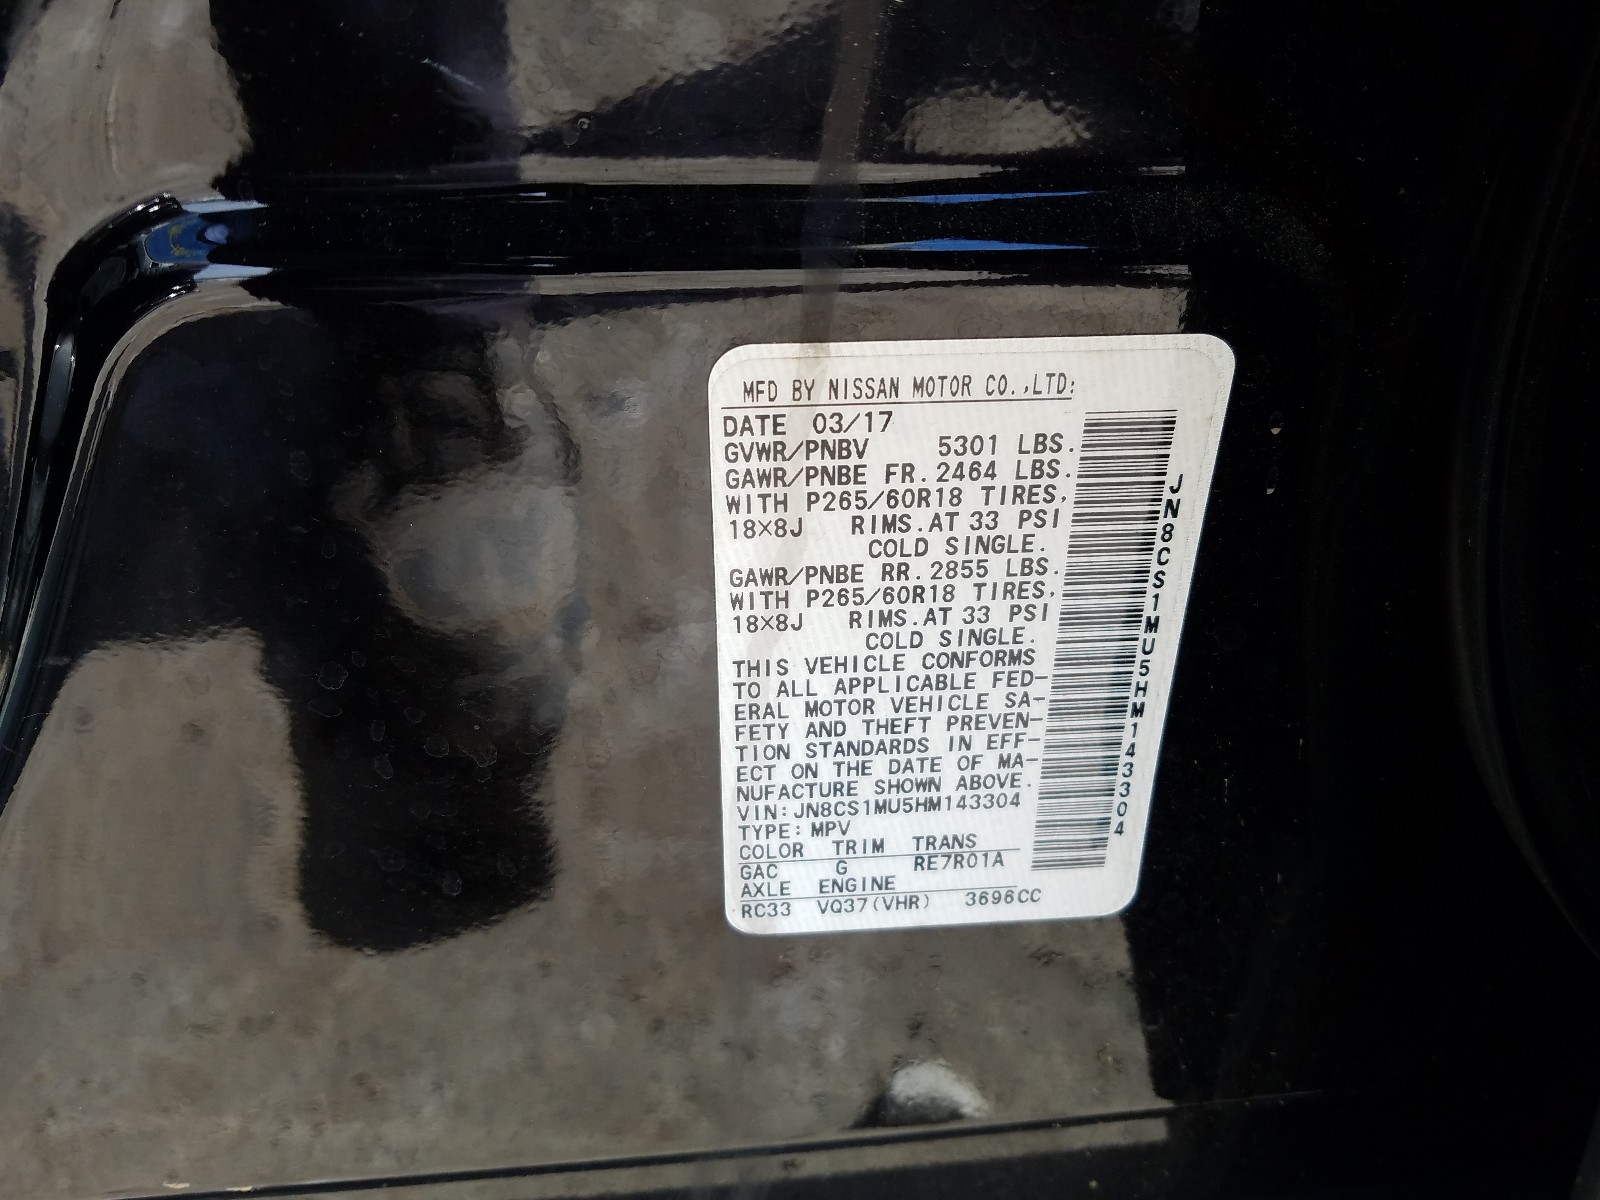 MFD BY NISSAN MOTOR CO.,LTD:
DATE 03/17
GVWR/PNBV 5301 LBS.
GAWR/PNBE FR. 2464 LBS.
WITH P265/60R18 TIRES,
18×8J RIMS.AT 33 PSI
COLD SINGLE.
GAWR/PNBE RR. 2855 LBS.
WITH P265/60R18 TIRES,
18×8J RIMS.AT 33 PSI
COLD SINGLE.
THIS VEHICLE CONFORMS
TO ALL APPLICABLE FED-
ERAL MOTOR VEHICLE SA-
FETY AND THEFT PREVEN-
TION STANDARDS IN EFF-
ECT ON THE DATE OF MA-
NUFACTURE SHOWN ABOVE.
VIN:JN8CS1MU5HM143304
TYPE:MPV
COLOR TRIM TRANS
GAC G RE7R01A
AXLE ENGINE
RC33 VQ37(VHR) 3696CC
JN8CS1MU5HM143304